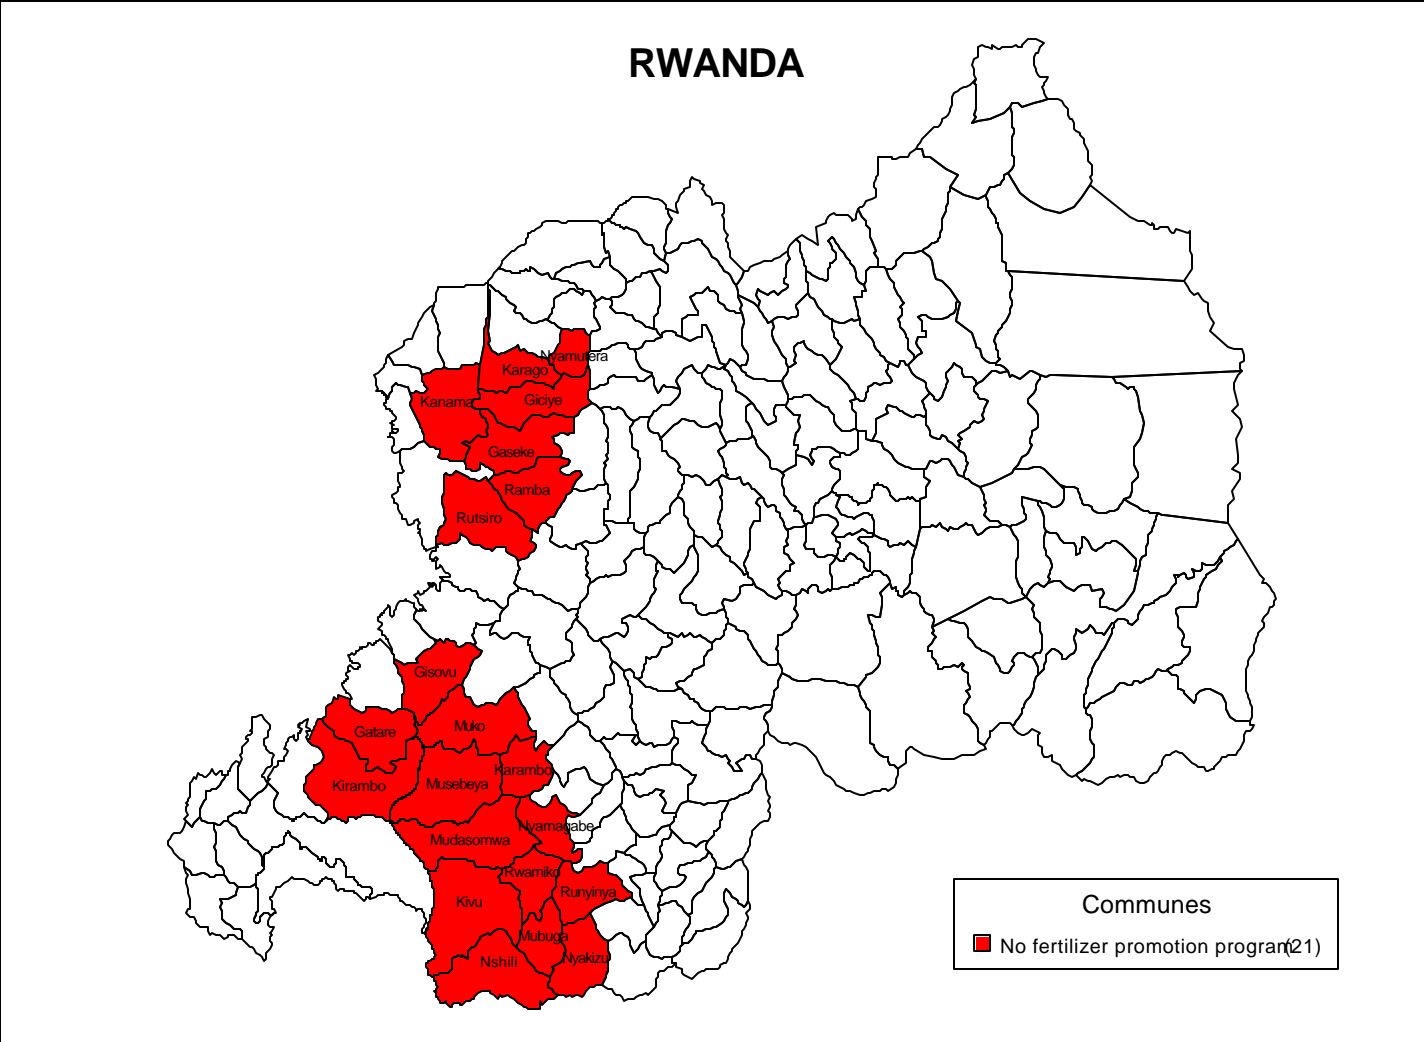 RWANDA
Nyamutera
Karago
Kanama
Giciye
Gaseke
Ramba
Rutsiro
Gisovu
Muko
Gatare
Karambo
Kirambo
Musebeya
Nyamagabe
Mudasomwa
Rwamiko
Runyinya
Kivu
Mubuga
Nyakizu
Nshili
Communes
No fertilizer promotion program (21)